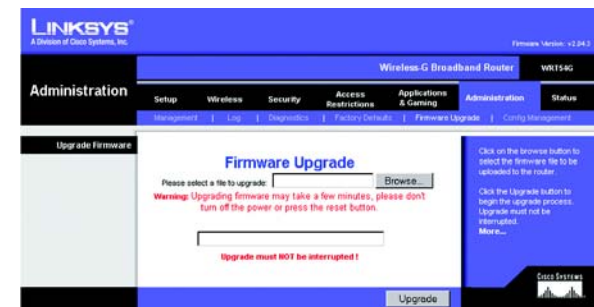 LINKSYS®
A Division of Cisco Systems, Inc.
Firmware Version: v2.04.3
Wireless-G Broadband Router WRT54G
Administration
Setup Wireless Security Access Restrictions Applications & Gaming Administration Status
Management | Log | Diagnostics | Factory Defaults | Firmware Upgrade | Config Management
Upgrade Firmware
Firmware Upgrade
Please select a file to upgrade: Browse...
Warning: Upgrading firmware may take a few minutes, please don't
turn off the power or press the reset button.
Upgrade must NOT be interrupted !
Upgrade
Click on the browse button to
select the firmware file to be
uploaded to the
router.
Click the Upgrade button to
begin the upgrade process.
Upgrade must not be
interrupted.
More...
CISCO SYSTEMS